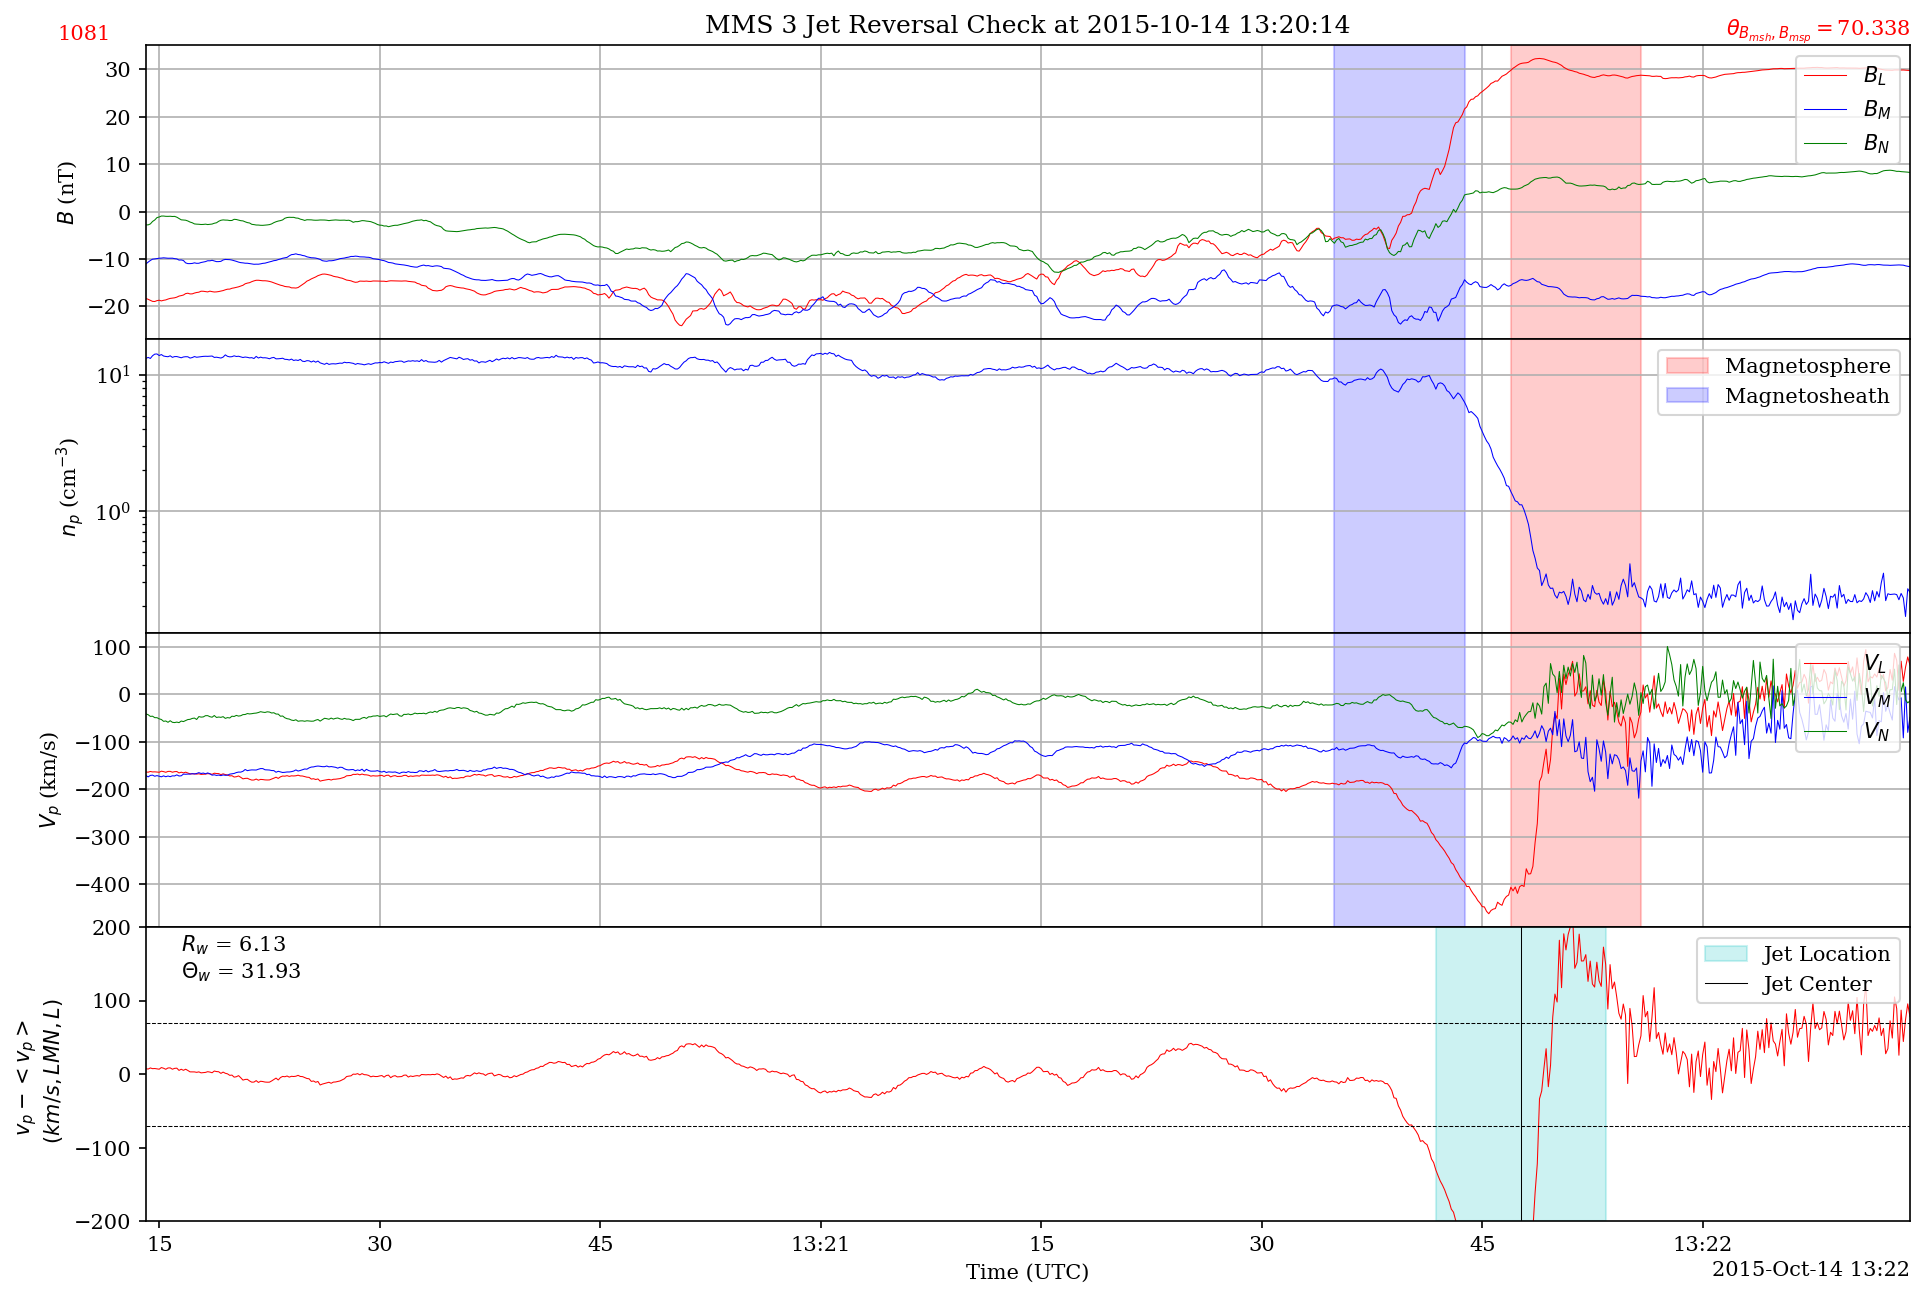 1081
MMS 3 Jet Reversal Check at 2015-10-14 13:20:14
θ_{B_{msh}, B_{msp}} = 70.338
30
20
10
0
−10
−20
B (nT)
B_L
B_M
B_N
10^1
10^0
n_p (cm^{−3})
Magnetosphere
Magnetosheath
100
0
−100
−200
−300
−400
V_p (km/s)
V_L
V_M
V_N
200
100
0
−100
−200
v_p − < v_p >
(km/s, LMN, L)
R_w = 6.13
Θ_w = 31.93
Jet Location
Jet Center
15
30
45
13:21
15
30
45
13:22
Time (UTC)
2015-Oct-14 13:22